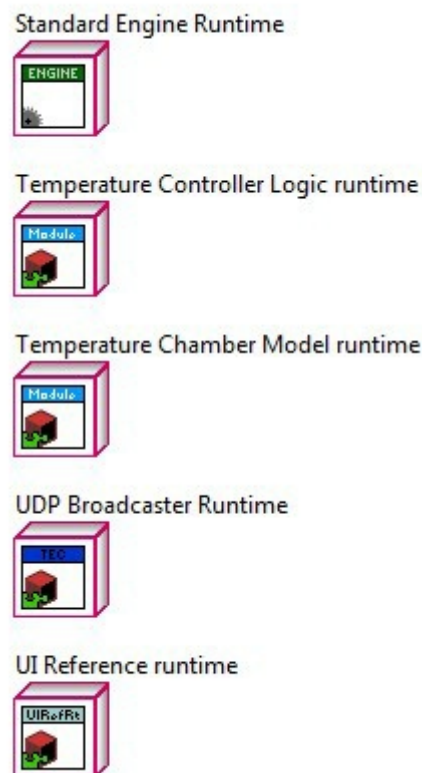 Standard Engine Runtime
ENGINE
Temperature Controller Logic runtime
Module
Temperature Chamber Model runtime
Module
UDP Broadcaster Runtime
TEC
UI Reference runtime
UIRefRt